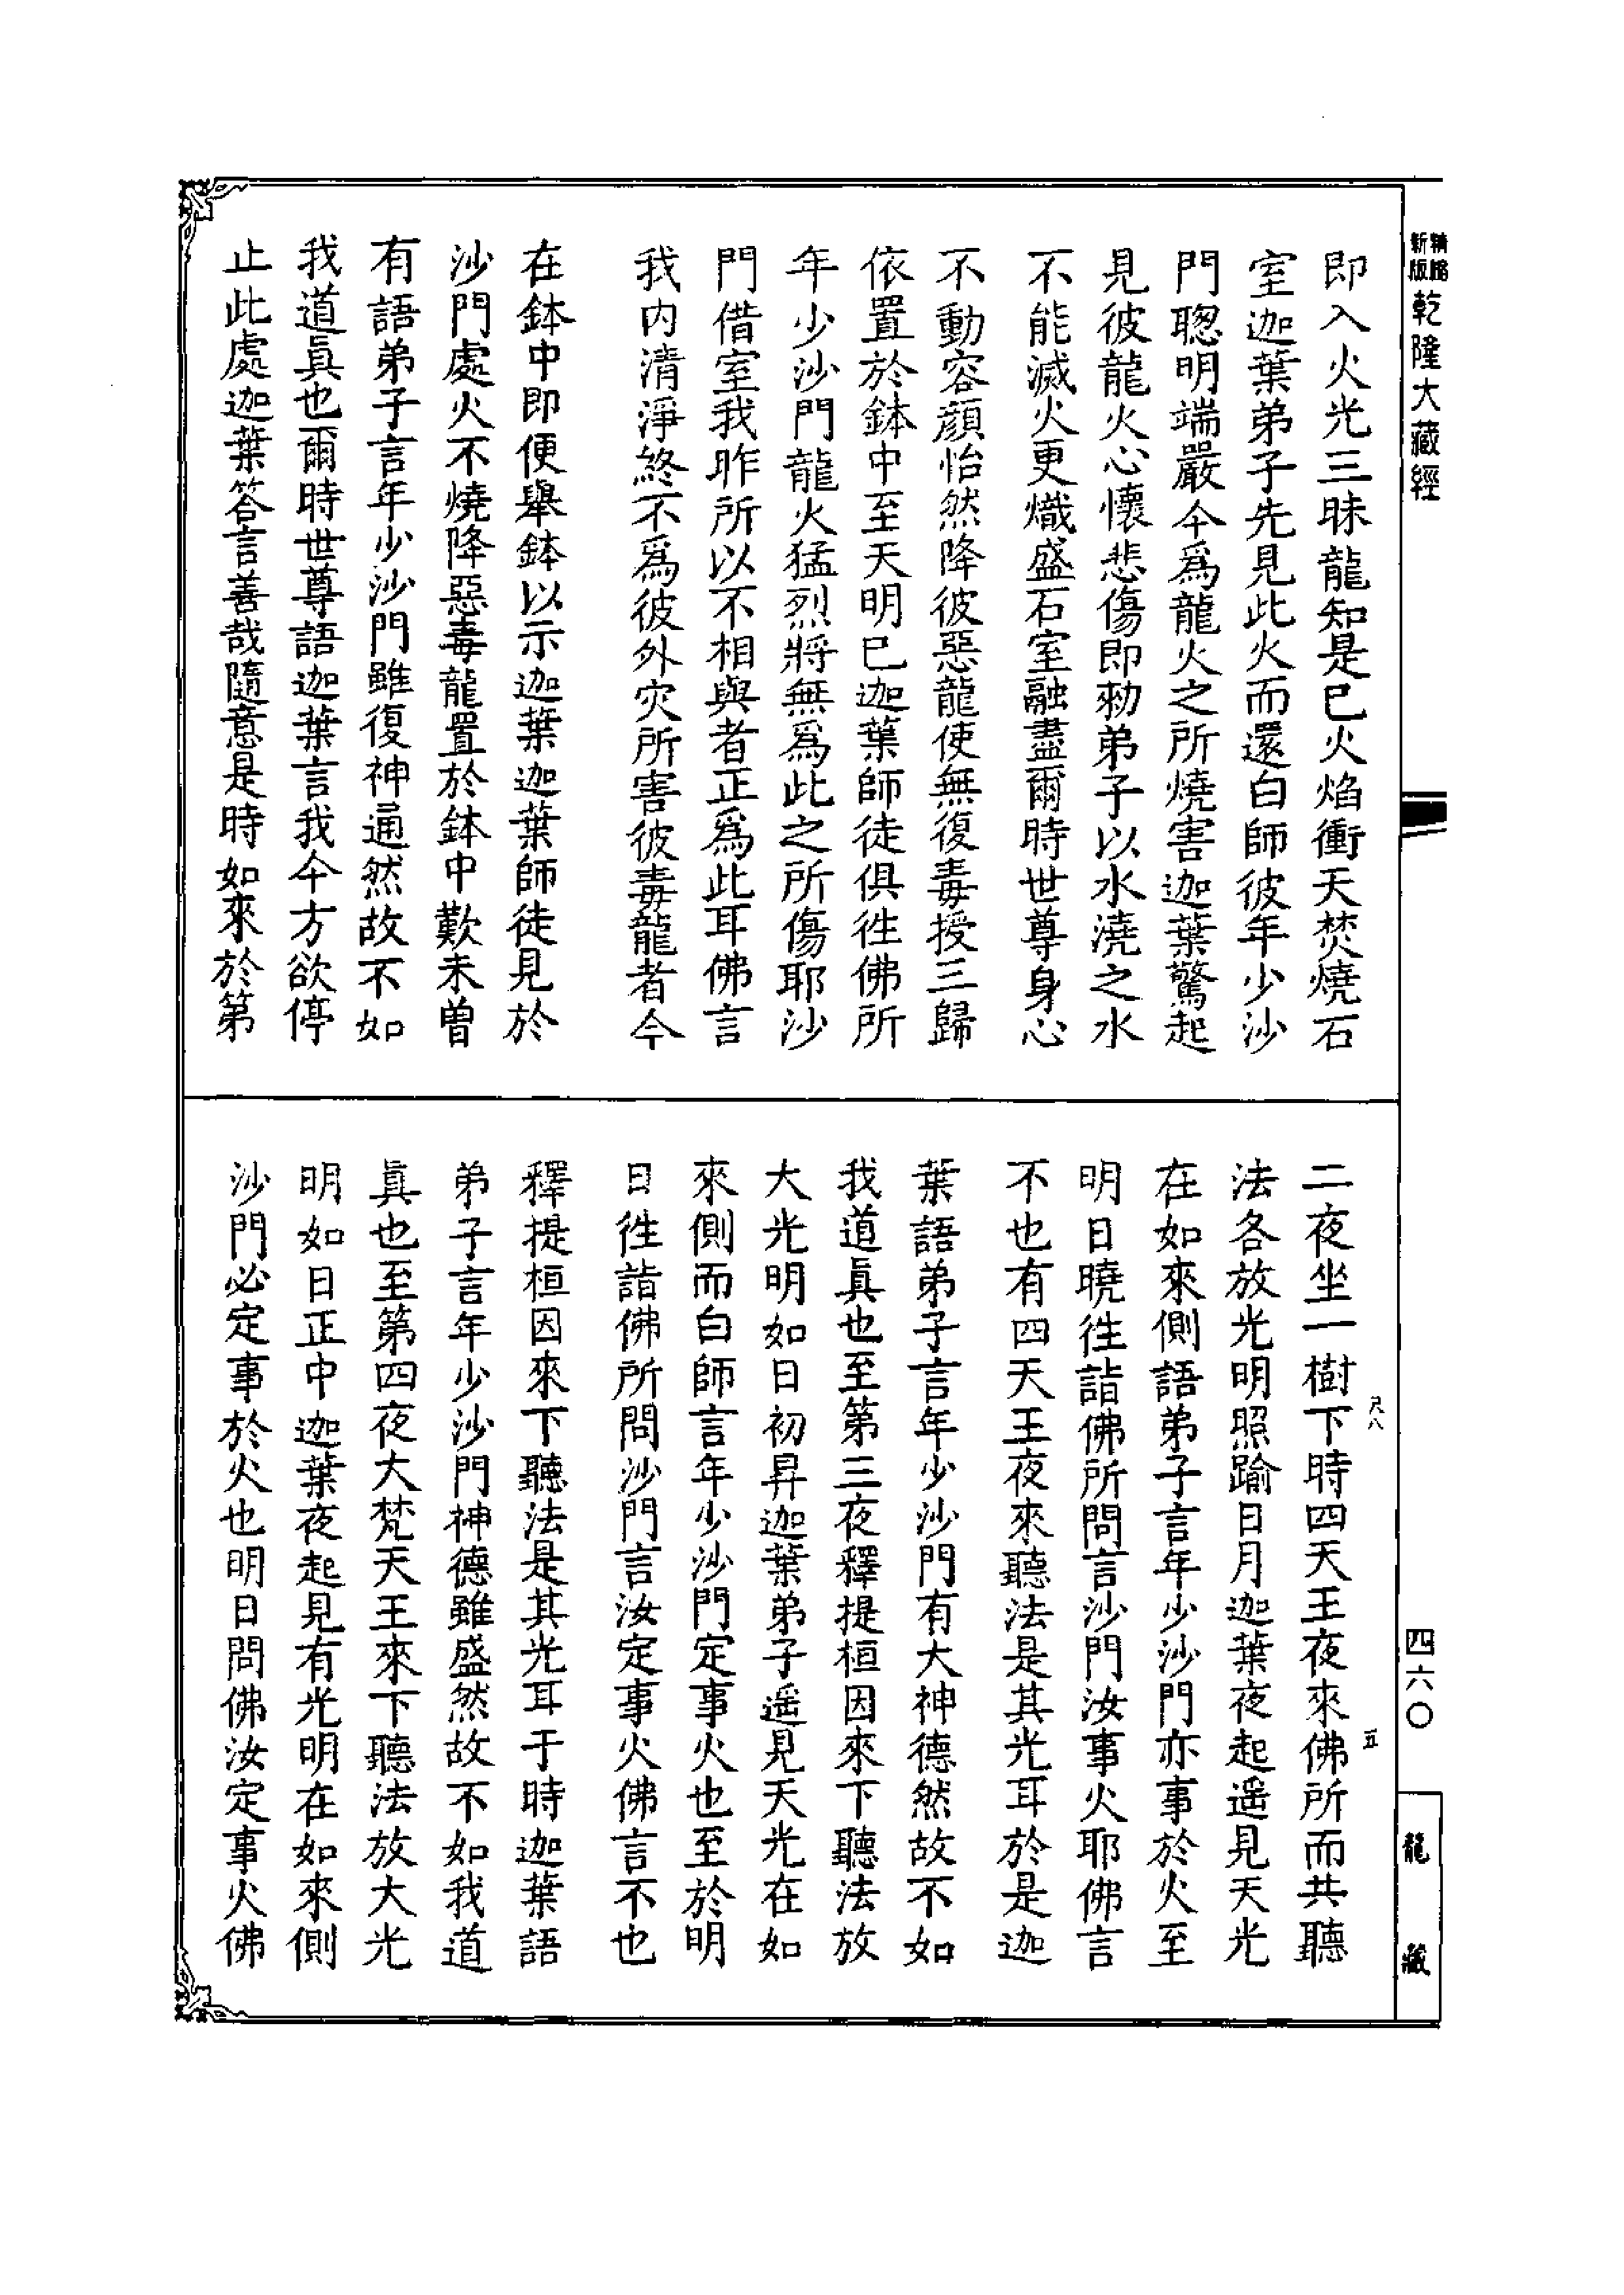 精縮新版 乾隆大藏經
即入火光三昧龍知是已火焰衝天焚燒石
室迦葉弟子先見此火而還白師彼年少沙
門聰明端嚴今為龍火之所燒害迦葉驚起
見彼龍火心懷悲傷即勑弟子以水澆之水
不能滅火更熾盛石室融盡爾時世尊身心
不動容顏怡然降彼惡龍使無復毒授三歸
依置於鉢中至天明已迦葉師徒俱徃佛所
年少沙門龍火猛烈將無為此之所傷耶沙
門借室我昨所以不相與者正為此耳佛言
我內清淨終不為彼外灾所害彼毒龍者今
在鉢中即便舉鉢以示迦葉迦葉師徒見於
沙門處火不燒降惡毒龍置於鉢中歎未曾
有語弟子言年少沙門雖復神通然故不如
我道真也爾時世尊語迦葉言我今方欲停
止此處迦葉答言善哉隨意是時如來於第
二夜坐一樹下時四天王夜來佛所而共聽
法各放光明照踰日月迦葉夜起遥見天光
在如來側語弟子言年少沙門亦事於火至
明日曉徃詣佛所問言沙門汝事火耶佛言
不也有四天王夜來聽法是其光耳於是迦
葉語弟子言年少沙門有大神德然故不如
我道真也至第三夜釋提桓因來下聽法放
大光明如日初昇迦葉弟子遥見天光在如
來側而白師言年少沙門定事火也至於明
日徃詣佛所問沙門言汝定事火佛言不也
釋提桓因來下聽法是其光耳于時迦葉語
弟子言年少沙門神德雖盛然故不如我道
真也至第四夜大梵天王來下聽法放大光
明如日正中迦葉夜起見有光明在如來側
沙門必定事於火也明日問佛汝定事火佛
尺八
五
四六〇
龍藏